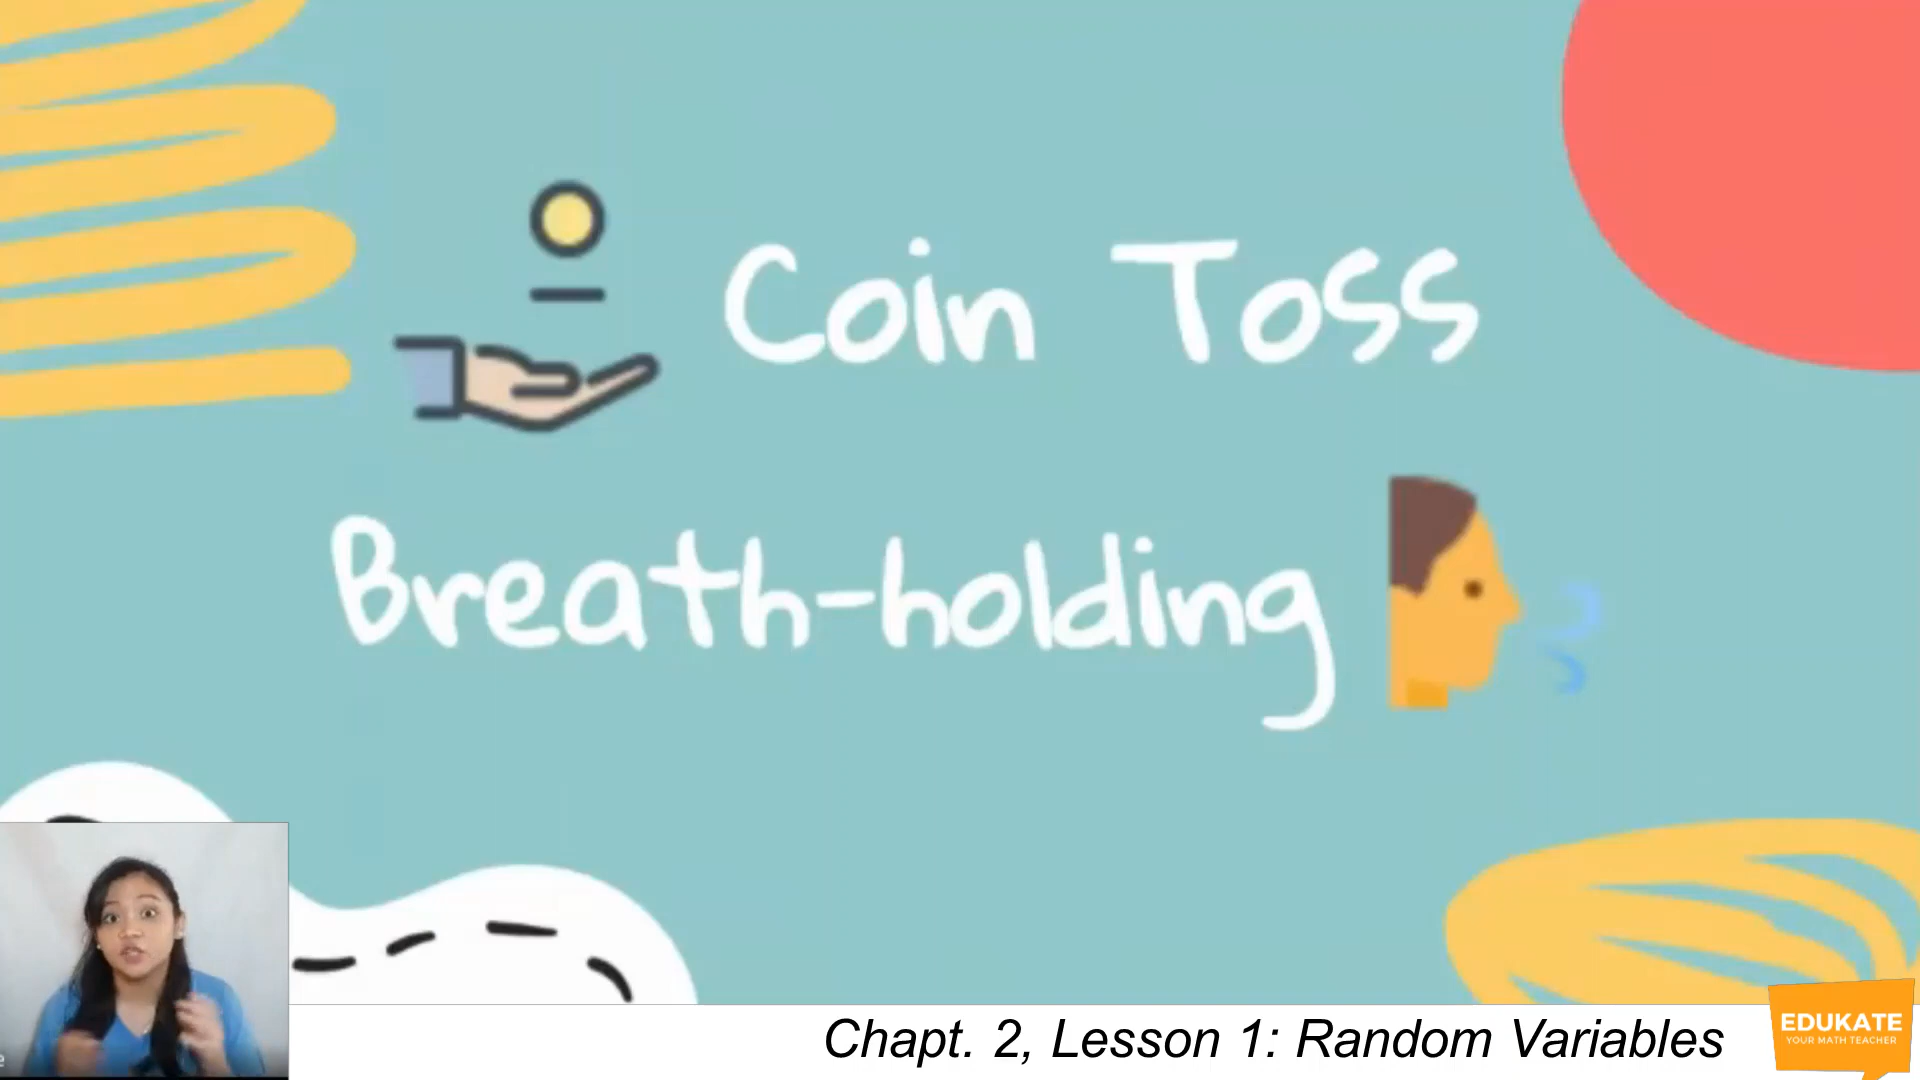 Coin Toss
Breath-holding
Chapt. 2, Lesson 1: Random Variables
EDUKATE
YOUR MATH TEACHER